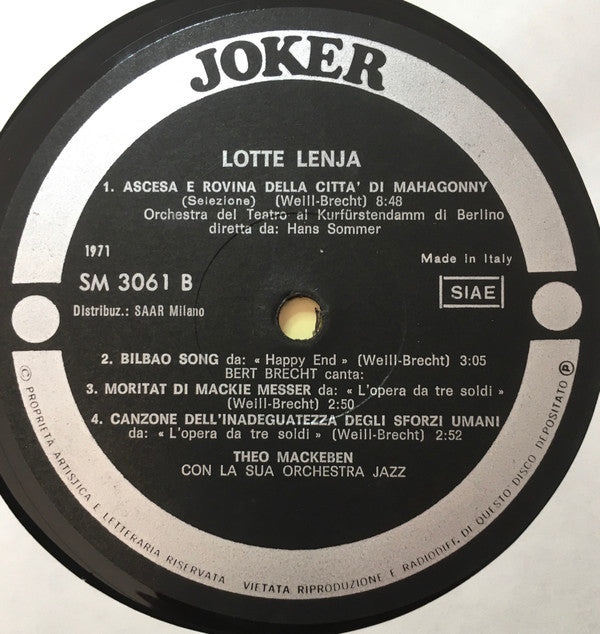 JOKER
LOTTE LENJA
1. ASCESA E ROVINA DELLA CITTA' DI MAHAGONNY
(Selezione) (Weill-Brecht) 8:48
Orchestra del Teatro al Kurfürstendamm di Berlino
diretta da: Hans Sommer
1971
Made in Italy
SM 3061 B
SIAE
Distribuz.: SAAR Milano
2. BILBAO SONG da: « Happy End » (Weill-Brecht) 3:05
BERT BRECHT canta:
3. MORITAT DI MACKIE MESSER da: « L'opera da tre soldi »
(Weill-Brecht) 2:50
4. CANZONE DELL'INADEGUATEZZA DEGLI SFORZI UMANI
da: « L'opera da tre soldi » (Weill-Brecht) 2:52
THEO MACKEBEN
CON LA SUA ORCHESTRA JAZZ
© PROPRIETA ARTISTICA E LETTERARIA RISERVATA VIETATA RIPRODUZIONE E RADIODIFF. DI QUESTO DISCO DEPOSITATO ℗